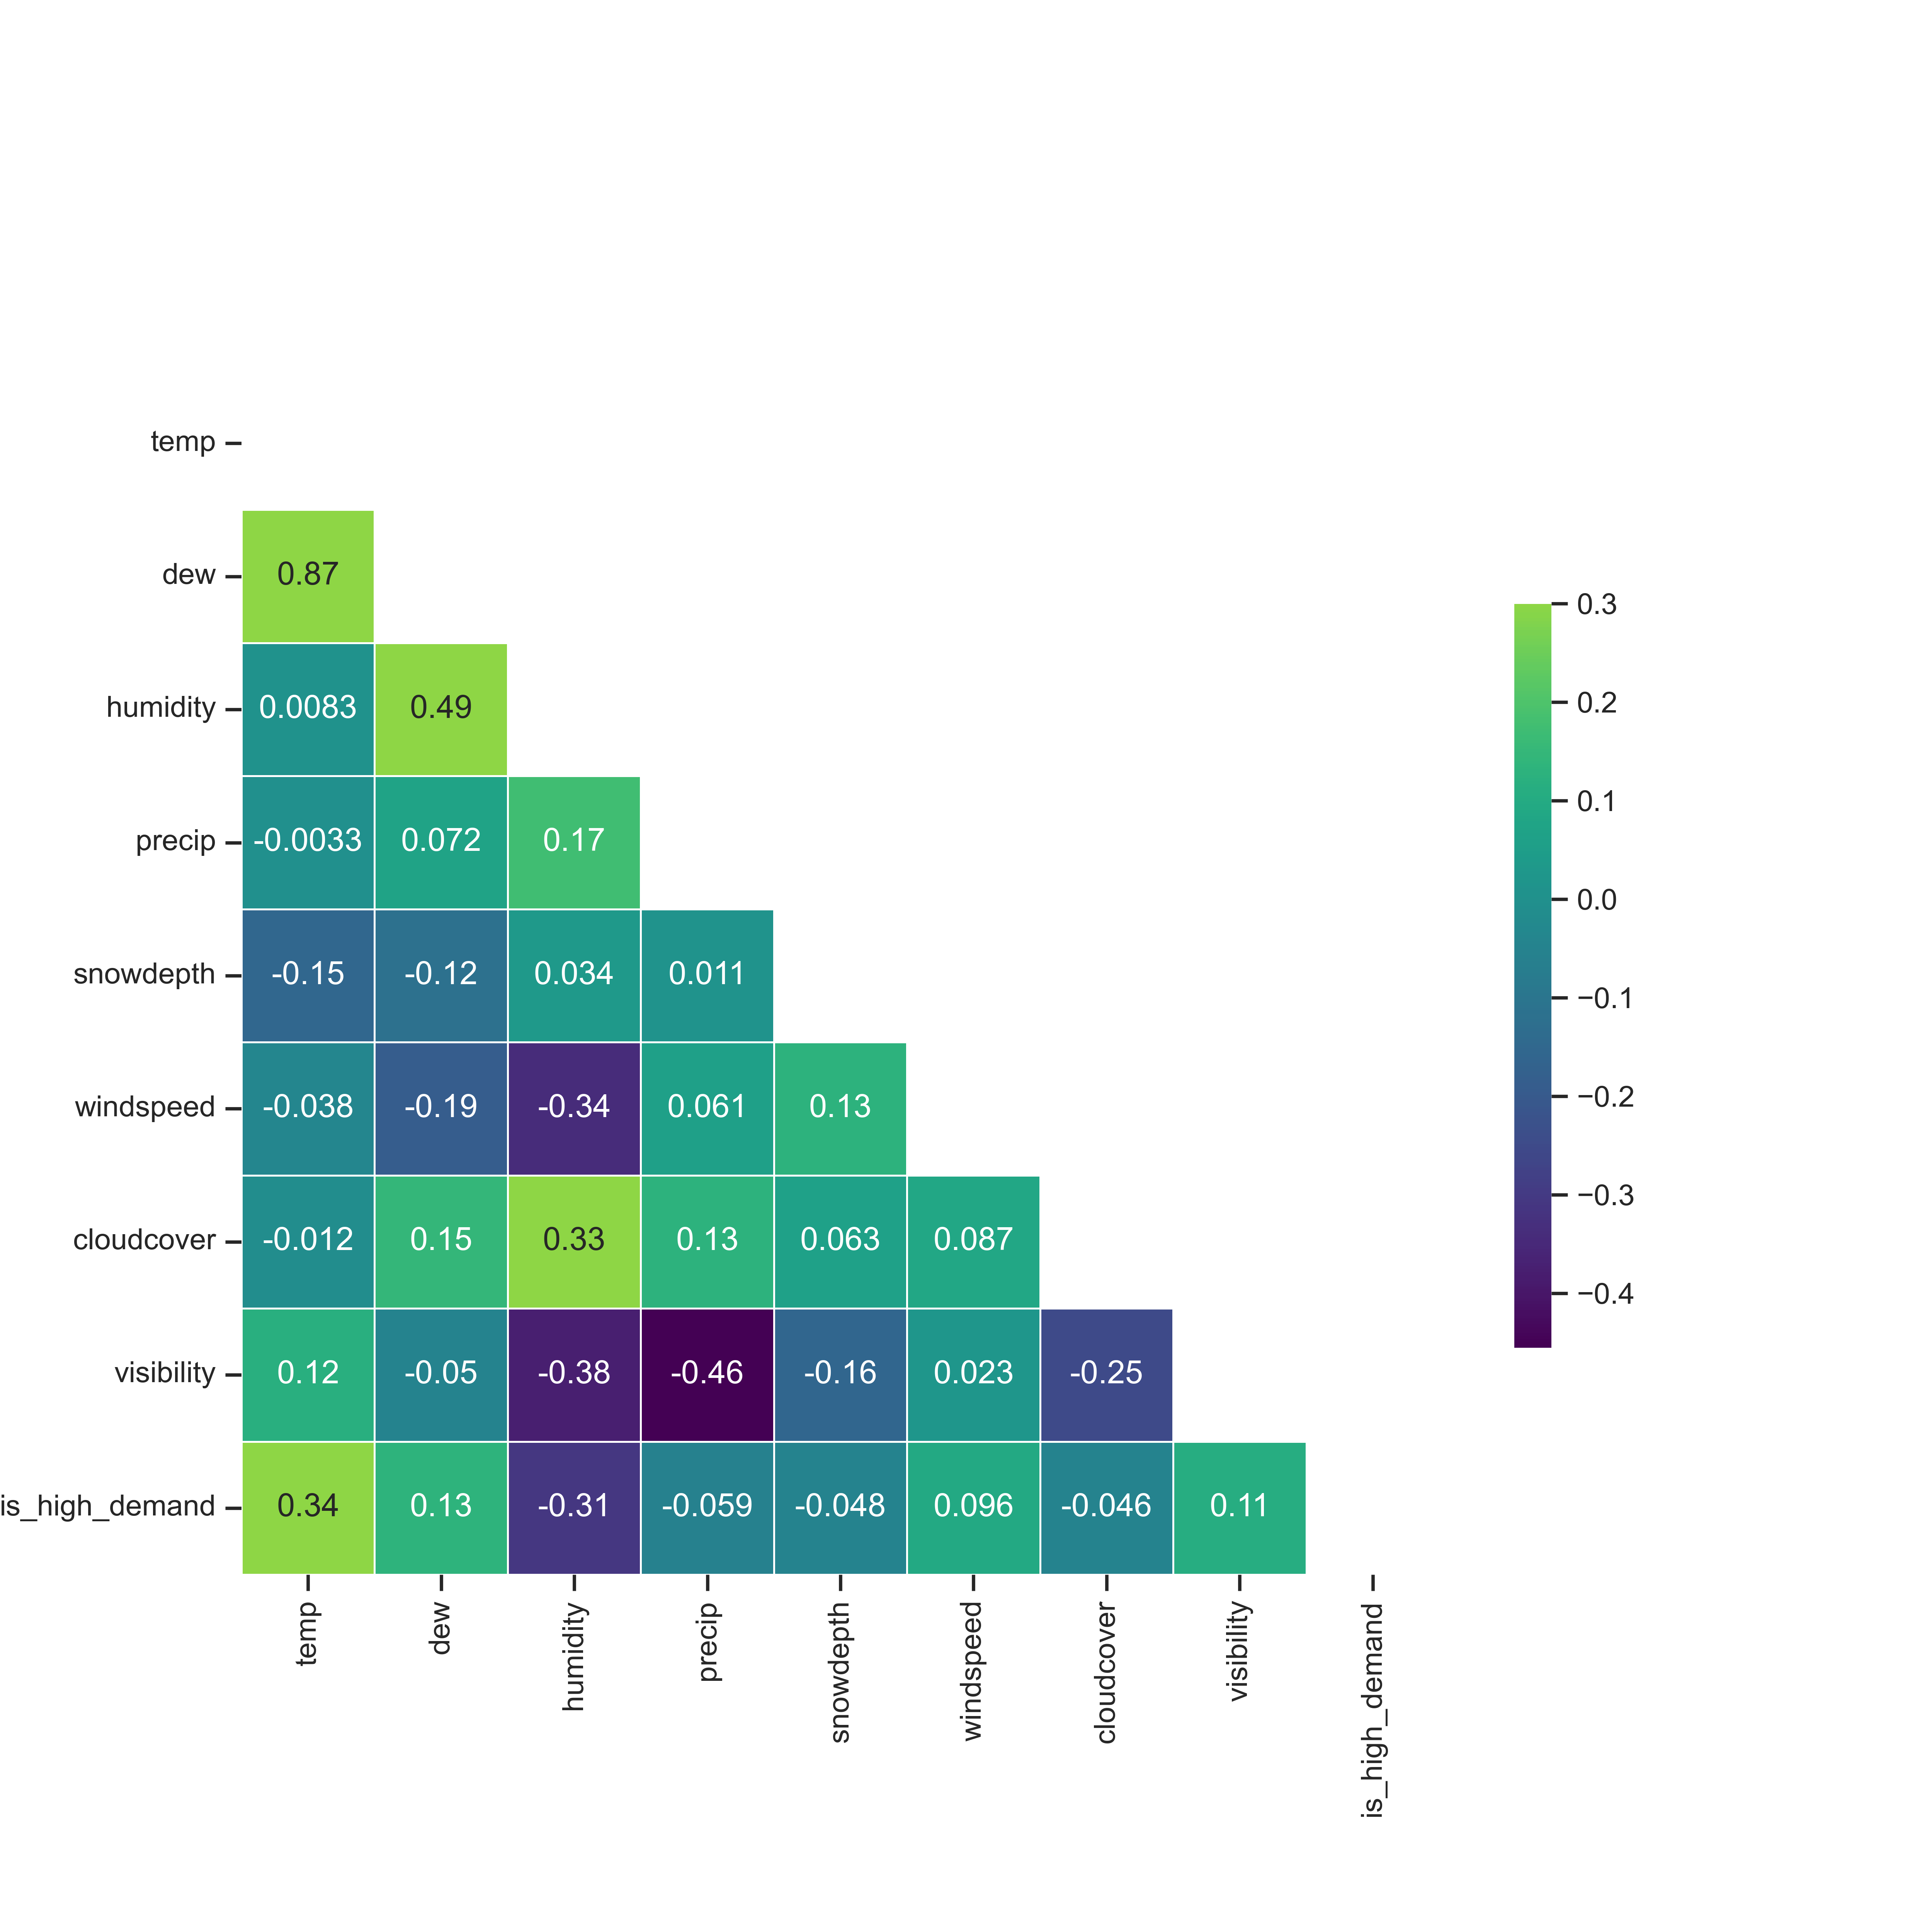 temp
dew 0.87
humidity 0.0083 0.49
precip -0.0033 0.072 0.17
snowdepth -0.15 -0.12 0.034 0.011
windspeed -0.038 -0.19 -0.34 0.061 0.13
cloudcover -0.012 0.15 0.33 0.13 0.063 0.087
visibility 0.12 -0.05 -0.38 -0.46 -0.16 0.023 -0.25
is_high_demand 0.34 0.13 -0.31 -0.059 -0.048 0.096 -0.046 0.11
temp dew humidity precip snowdepth windspeed cloudcover visibility is_high_demand
0.3
0.2
0.1
0.0
−0.1
−0.2
−0.3
−0.4